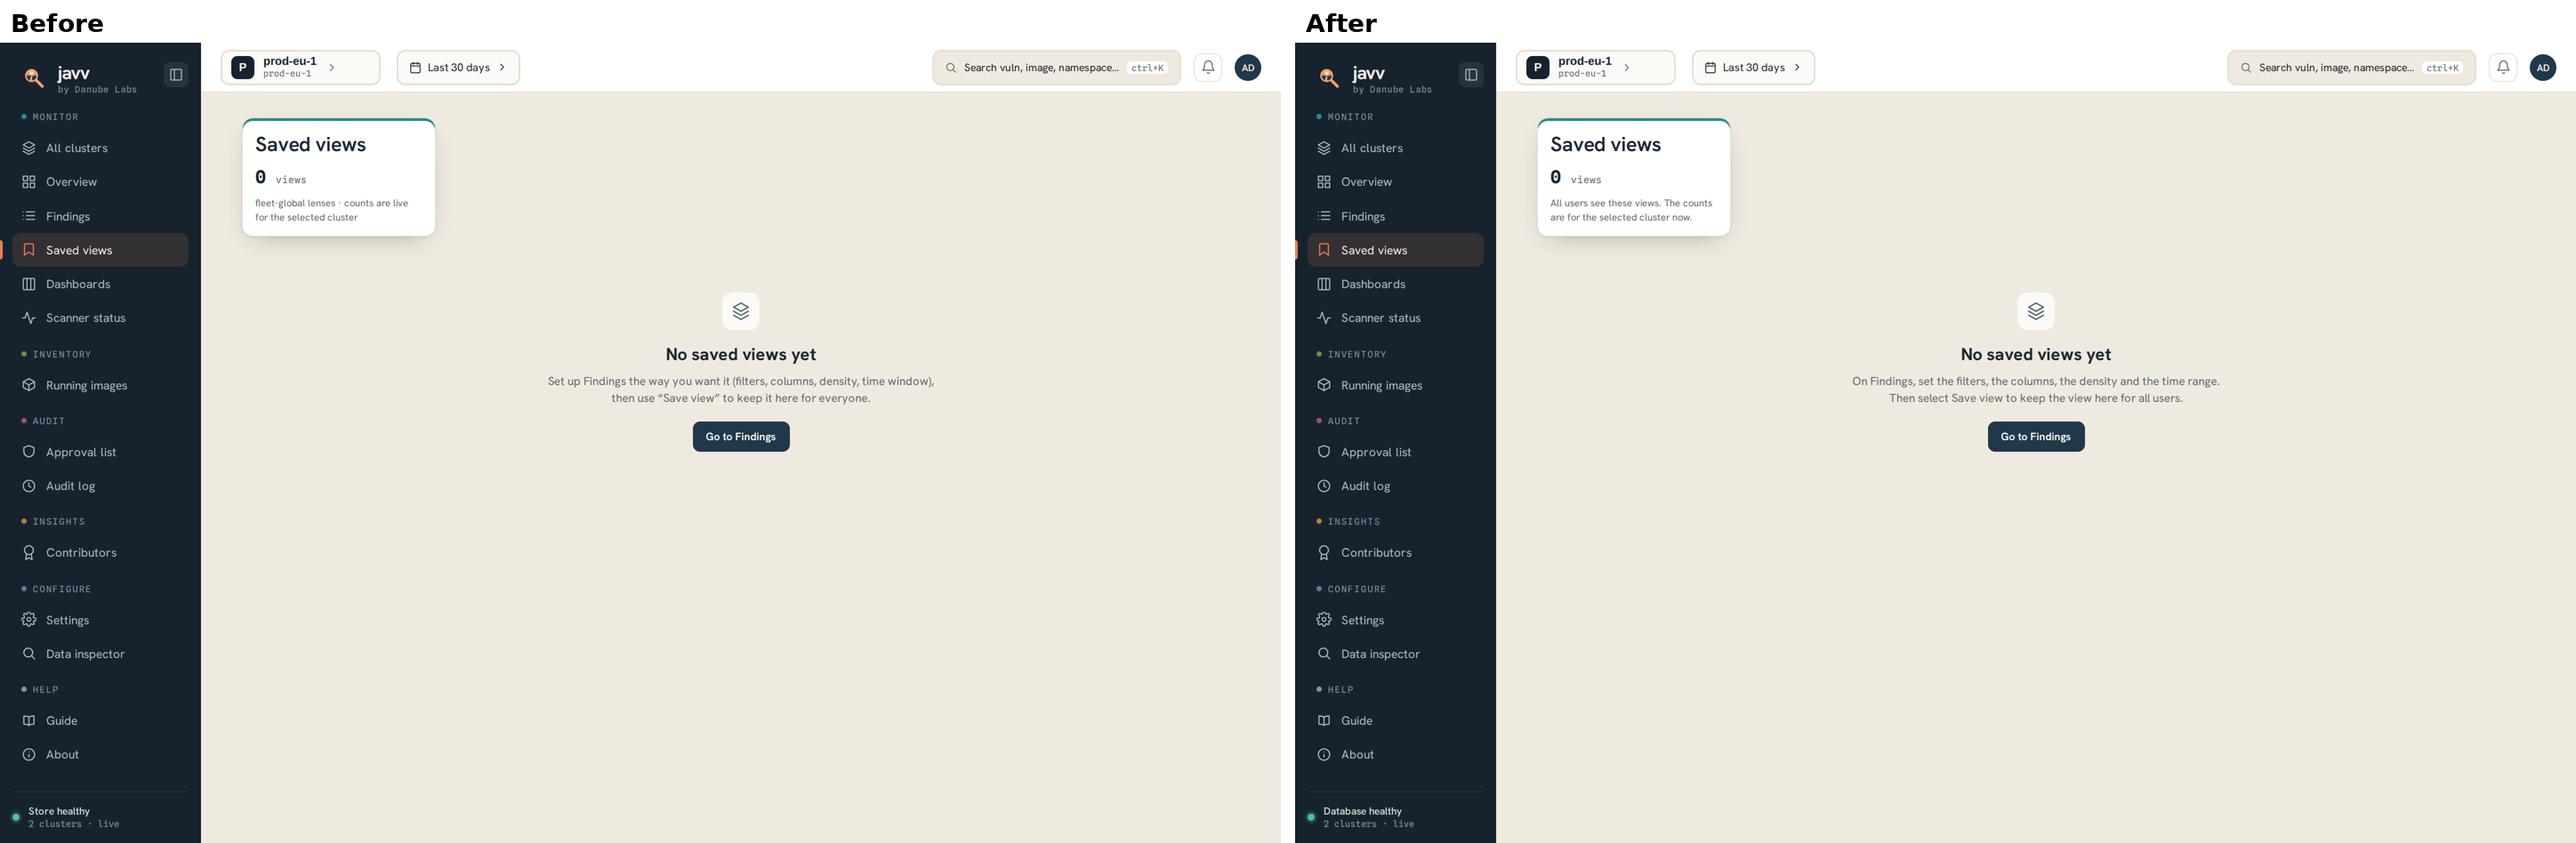 Before
javv
by Danube Labs
MONITOR
All clusters
Overview
Findings
Saved views
Dashboards
Scanner status
INVENTORY
Running images
AUDIT
Approval list
Audit log
INSIGHTS
Contributors
CONFIGURE
Settings
Data inspector
HELP
Guide
About
Store healthy
2 clusters · live
P
prod-eu-1
prod-eu-1
Last 30 days
Search vuln, image, namespace...
ctrl+K
AD
Saved views
0 views
fleet-global lenses · counts are live
for the selected cluster
No saved views yet
Set up Findings the way you want it (filters, columns, density, time window),
then use “Save view” to keep it here for everyone.
Go to Findings
After
javv
by Danube Labs
MONITOR
All clusters
Overview
Findings
Saved views
Dashboards
Scanner status
INVENTORY
Running images
AUDIT
Approval list
Audit log
INSIGHTS
Contributors
CONFIGURE
Settings
Data inspector
HELP
Guide
About
Database healthy
2 clusters · live
P
prod-eu-1
prod-eu-1
Last 30 days
Search vuln, image, namespace...
ctrl+K
AD
Saved views
0 views
All users see these views. The counts
are for the selected cluster now.
No saved views yet
On Findings, set the filters, the columns, the density and the time range.
Then select Save view to keep the view here for all users.
Go to Findings